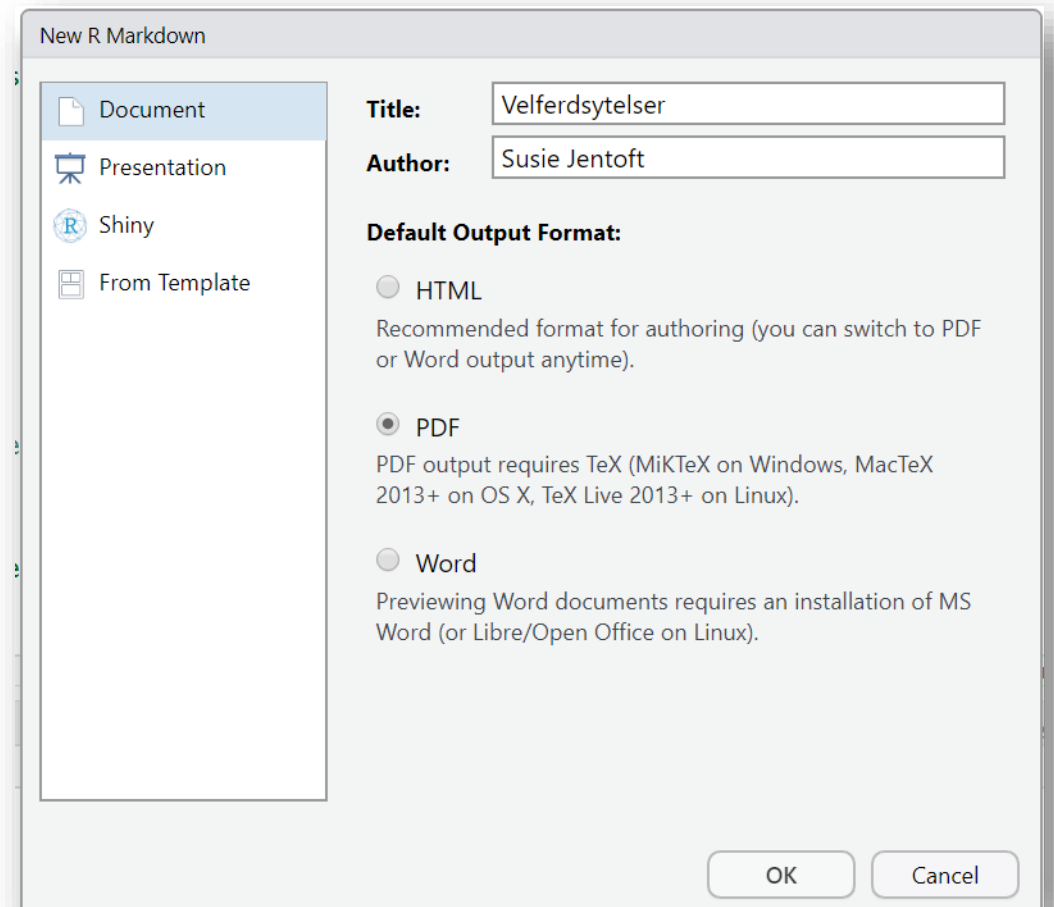 New R Markdown
Document
Presentation
R Shiny
From Template
Title: Velferdsytelser
Author: Susie Jentoft
Default Output Format:
HTML
Recommended format for authoring (you can switch to PDF
or Word output anytime).
PDF
PDF output requires TeX (MiKTeX on Windows, MacTeX
2013+ on OS X, TeX Live 2013+ on Linux).
Word
Previewing Word documents requires an installation of MS
Word (or Libre/Open Office on Linux).
OK Cancel